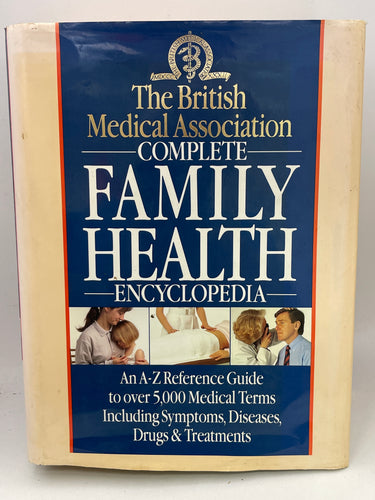 The British
Medical Association
COMPLETE
FAMILY
HEALTH
ENCYCLOPEDIA
An A-Z Reference Guide
to over 5,000 Medical Terms
Including Symptoms, Diseases,
Drugs & Treatments